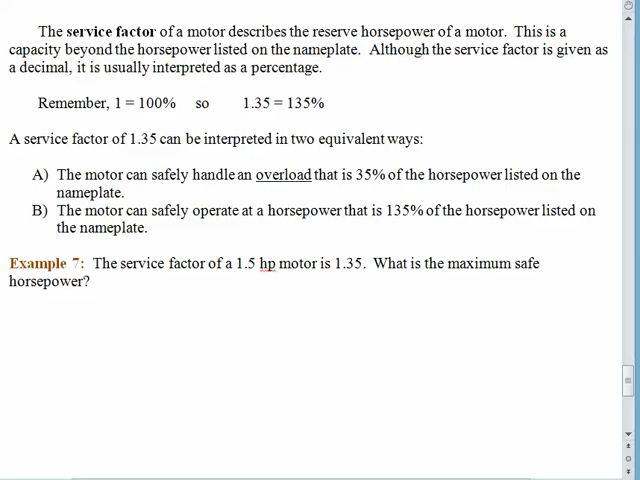 The service factor of a motor describes the reserve horsepower of a motor. This is a
capacity beyond the horsepower listed on the nameplate. Although the service factor is given as
a decimal, it is usually interpreted as a percentage.
Remember, 1 = 100% so 1.35 = 135%
A service factor of 1.35 can be interpreted in two equivalent ways:
A) The motor can safely handle an overload that is 35% of the horsepower listed on the
nameplate.
B) The motor can safely operate at a horsepower that is 135% of the horsepower listed on
the nameplate.
Example 7: The service factor of a 1.5 hp motor is 1.35. What is the maximum safe
horsepower?